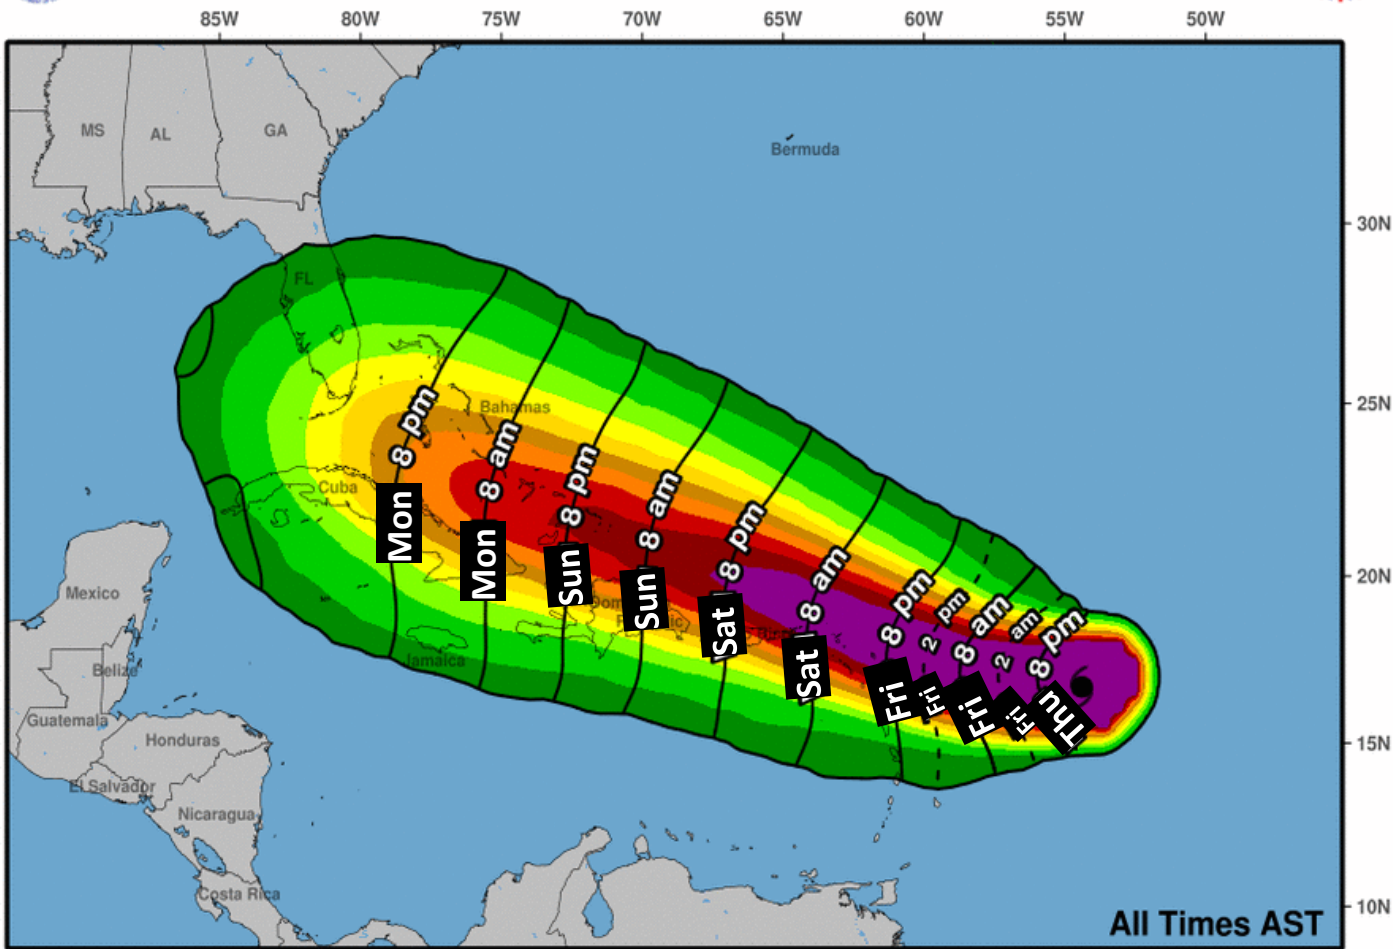 85W 80W 75W 70W 65W 60W 55W 50W
MS AL GA
Bermuda
30N
FL
25N
Bahamas
Cuba
8 pm Mon
8 am Mon
8 pm Sun
8 am Sun
8 pm Sat
8 am Sat
8 pm Fri
2 pm Fri
8 am Fri
2 am Fri
8 pm Thu
20N
Mexico
Jamaica
Belize
Guatemala
15N
Honduras
El Salvador
Nicaragua
Costa Rica
10N
All Times AST